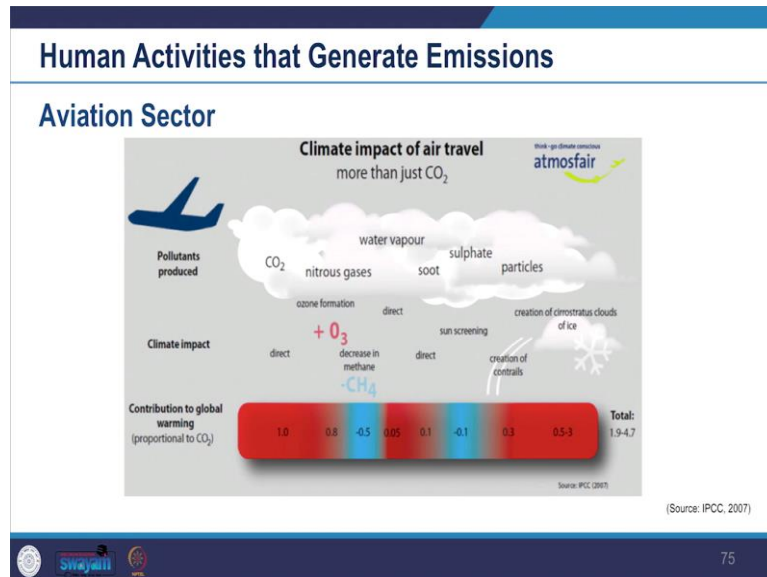 Human Activities that Generate Emissions
Aviation Sector
Climate impact of air travel
more than just CO₂
think • go climate conscious
atmosfair
Pollutants
produced
CO₂
nitrous gases
water vapour
soot
sulphate
particles
Climate impact
direct
ozone formation
+ O₃
decrease in
methane
-CH₄
direct
direct
sun screening
creation of
contrails
creation of cirrostratus clouds
of ice
Contribution to global
warming
(proportional to CO₂)
1.0 0.8 -0.5 0.05 0.1 -0.1 0.3 0.5-3
Total:
1.9-4.7
Source: IPCC (2007)
(Source: IPCC, 2007)
swayam
75